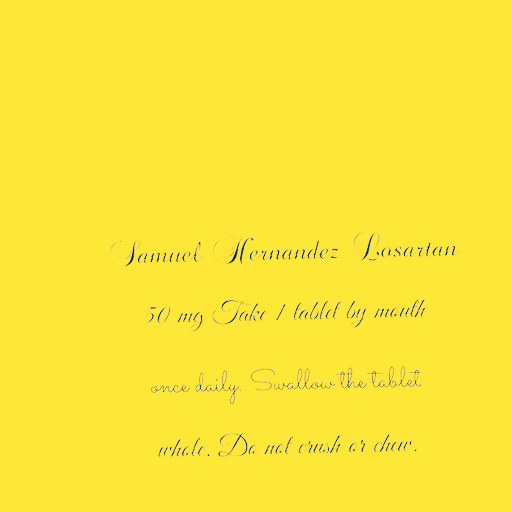 Samuel Hernandez Losartan
mg Take 1 tablet by mouth
once daily. Swallow the tablet
whole. Do not crush or chew.